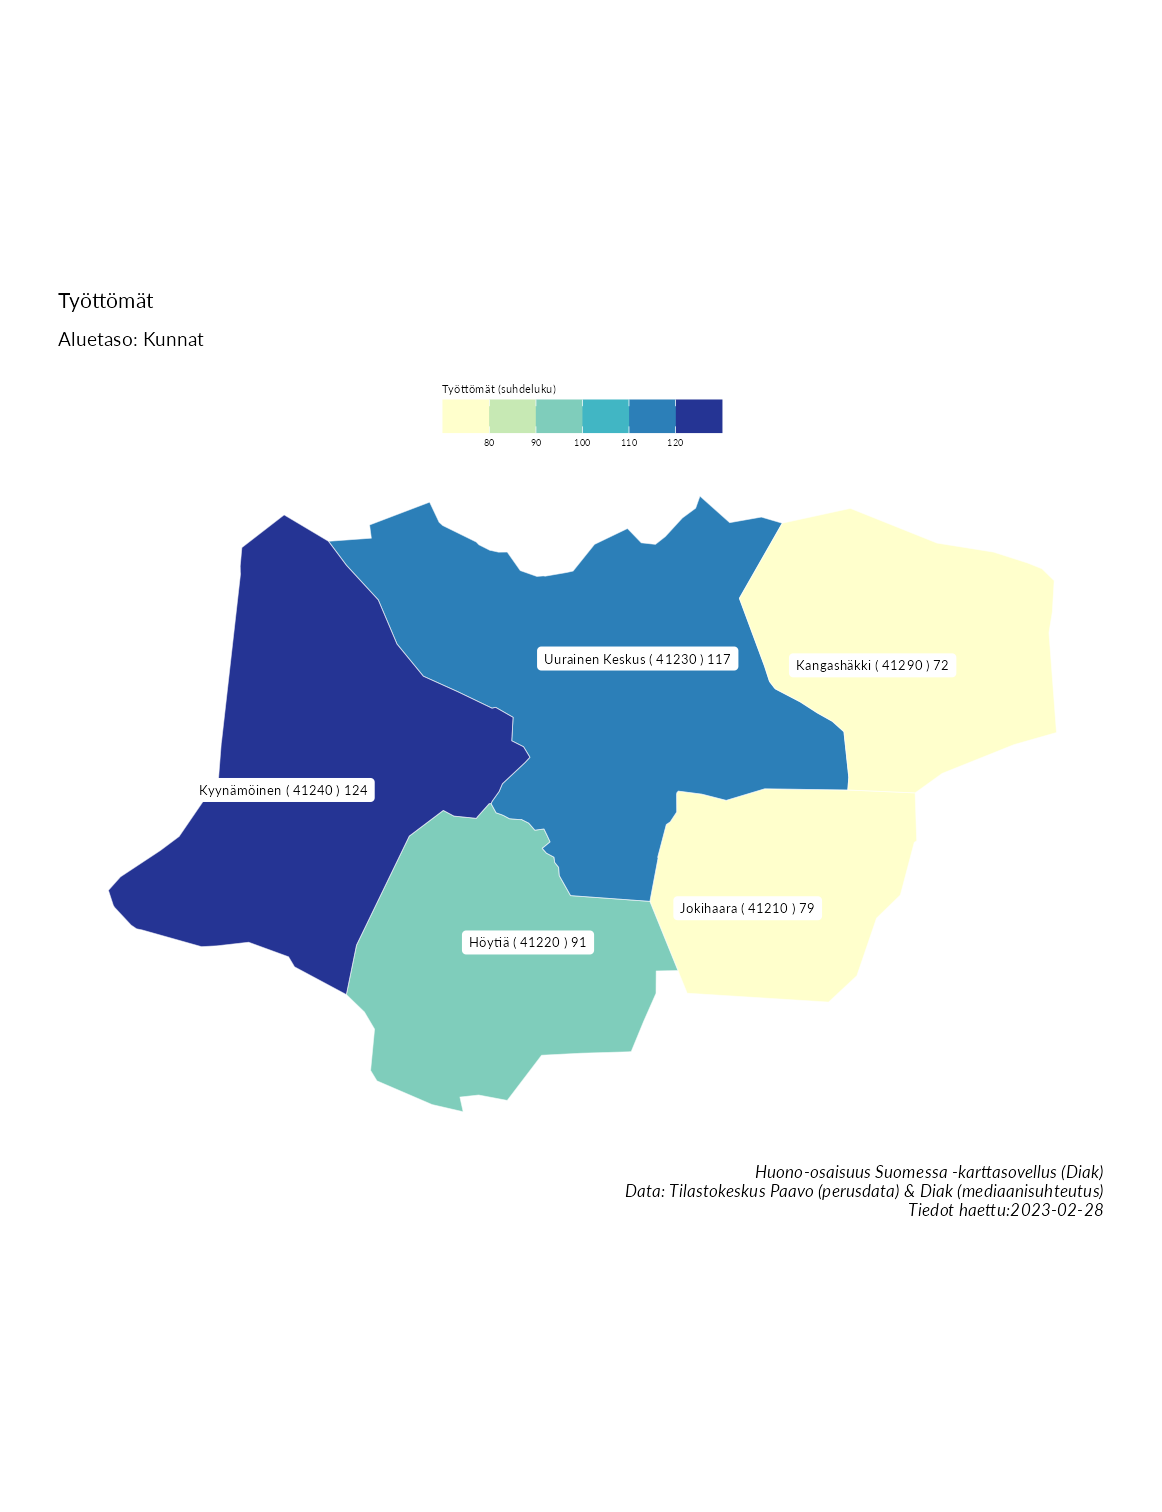 Työttömät
Aluetaso: Kunnat
Työttömät (suhdeluku)
80 90 100 110 120
Uurainen Keskus ( 41230 ) 117
Kangashäkki ( 41290 ) 72
Kyynämöinen ( 41240 ) 124
Jokihaara ( 41210 ) 79
Höytiä ( 41220 ) 91
Huono-osaisuus Suomessa -karttasovellus (Diak)
Data: Tilastokeskus Paavo (perusdata) & Diak (mediaanisuhteutus)
Tiedot haettu:2023-02-28